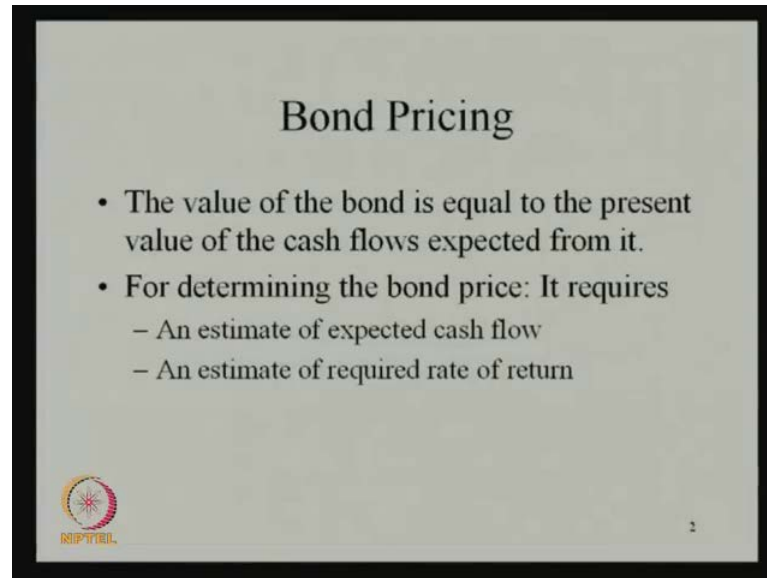 Bond Pricing
• The value of the bond is equal to the present
value of the cash flows expected from it.
• For determining the bond price: It requires
– An estimate of expected cash flow
– An estimate of required rate of return
NPTEL
2